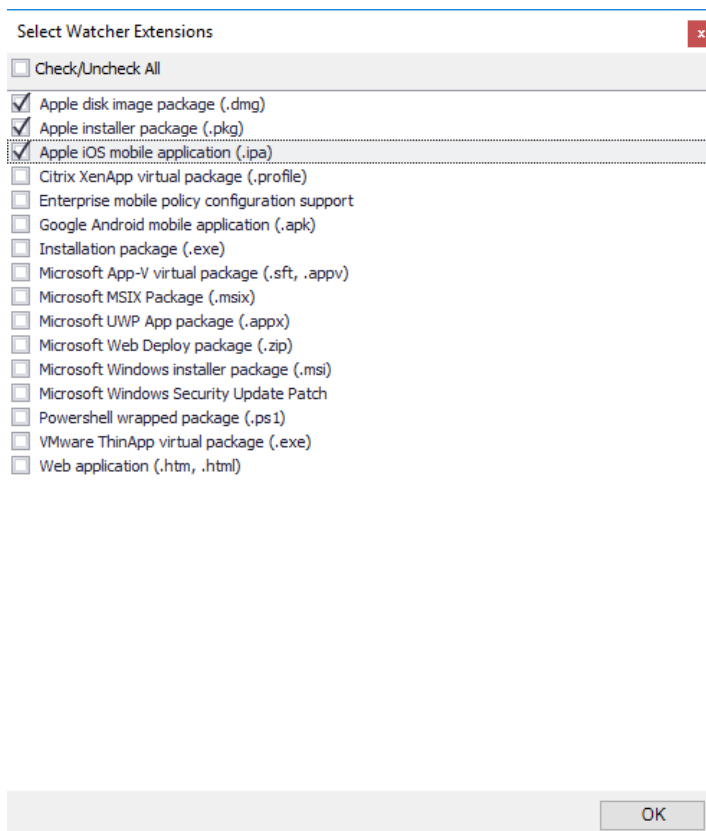 Select Watcher Extensions
x
Check/Uncheck All
Apple disk image package (.dmg)
Apple installer package (.pkg)
Apple iOS mobile application (.ipa)
Citrix XenApp virtual package (.profile)
Enterprise mobile policy configuration support
Google Android mobile application (.apk)
Installation package (.exe)
Microsoft App-V virtual package (.sft, .appv)
Microsoft MSIX Package (.msix)
Microsoft UWP App package (.appx)
Microsoft Web Deploy package (.zip)
Microsoft Windows installer package (.msi)
Microsoft Windows Security Update Patch
Powershell wrapped package (.ps1)
VMware ThinApp virtual package (.exe)
Web application (.htm, .html)
OK